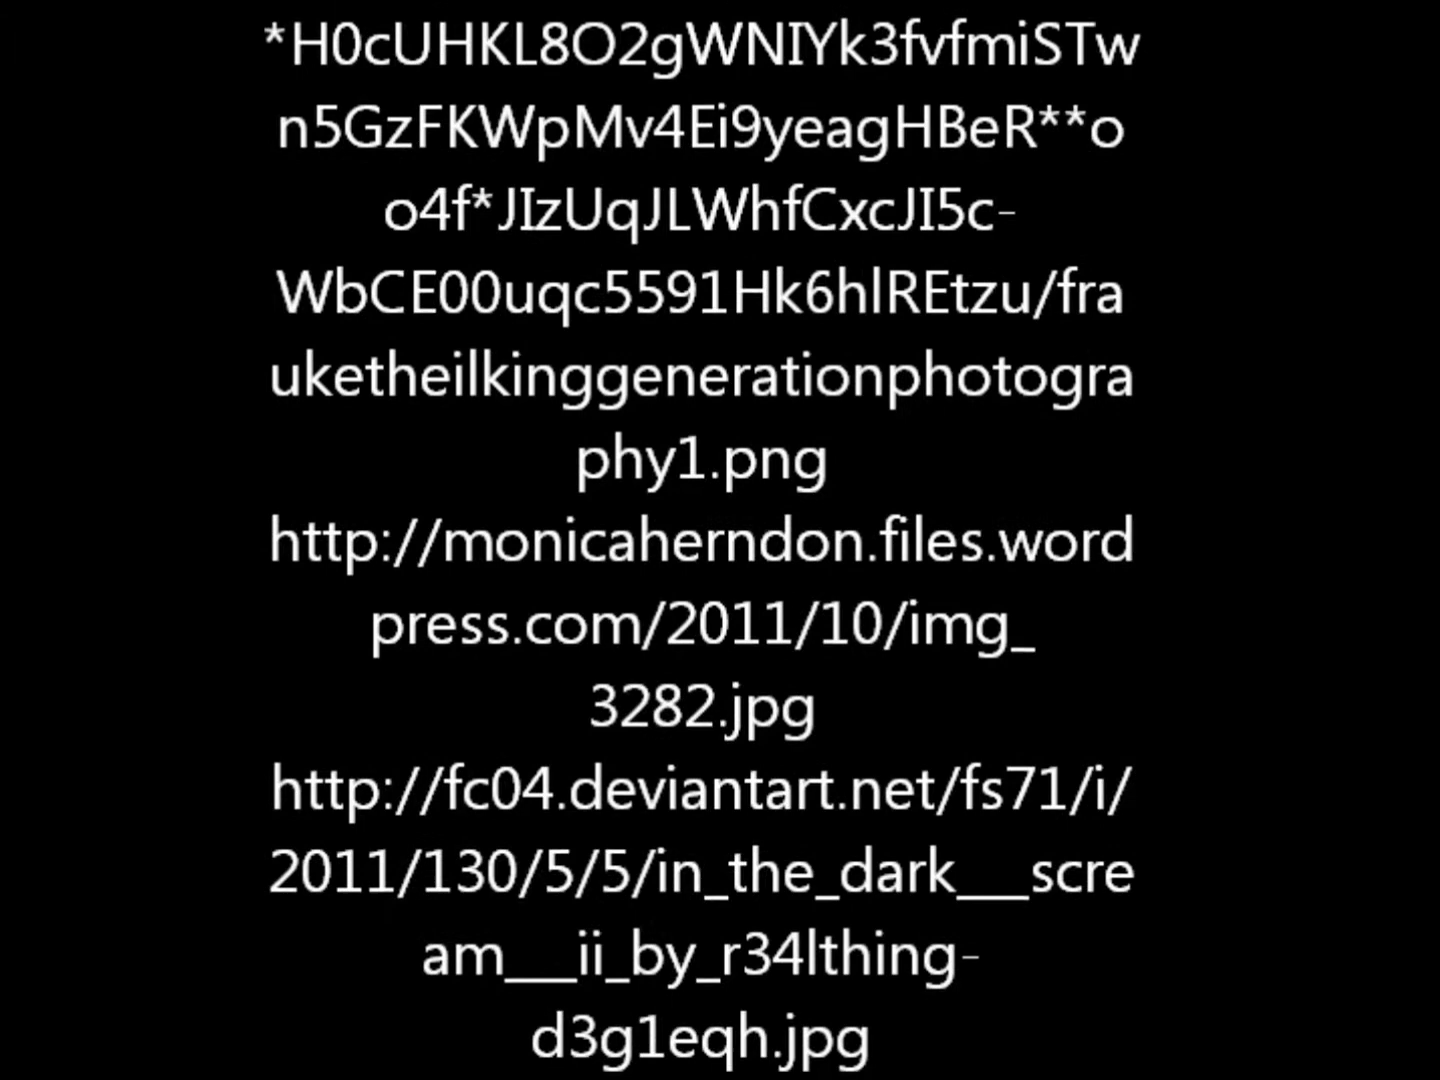 *H0cUHKL8O2gWNIYk3fvfmiSTw
n5GzFKWpMv4Ei9yeagHBeR**o
o4f*JIzUqJLWhfCxcJI5c-
WbCE00uqc5591Hk6hlREtzu/fra
uketheilkinggenerationphotogra
phy1.png
http://monicaherndon.files.word
press.com/2011/10/img_
3282.jpg
http://fc04.deviantart.net/fs71/i/
2011/130/5/5/in_the_dark___scre
am___ii_by_r34lthing-
d3g1eqh.jpg